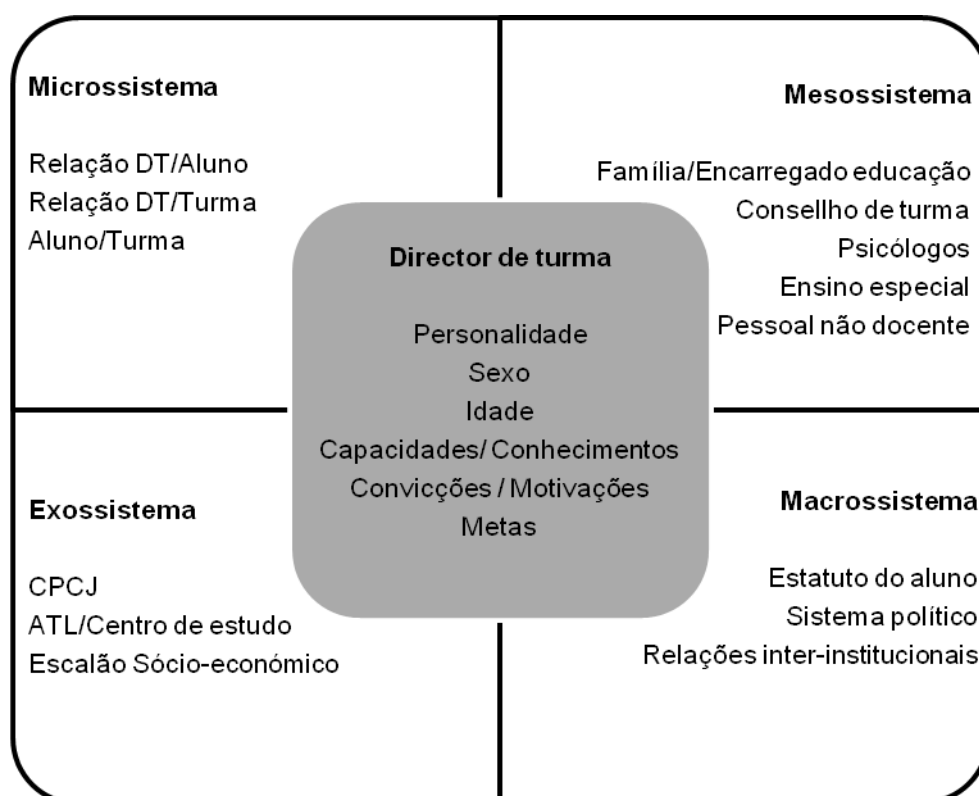 Microssistema
Relação DT/Aluno
Relação DT/Turma
Aluno/Turma
Mesossistema
Família/Encarregado educação
Consellho de turma
Psicólogos
Ensino especial
Pessoal não docente
Director de turma
Personalidade
Sexo
Idade
Capacidades/ Conhecimentos
Convicções / Motivações
Metas
Exossistema
CPCJ
ATL/Centro de estudo
Escalão Sócio-económico
Macrossistema
Estatuto do aluno
Sistema político
Relações inter-institucionais